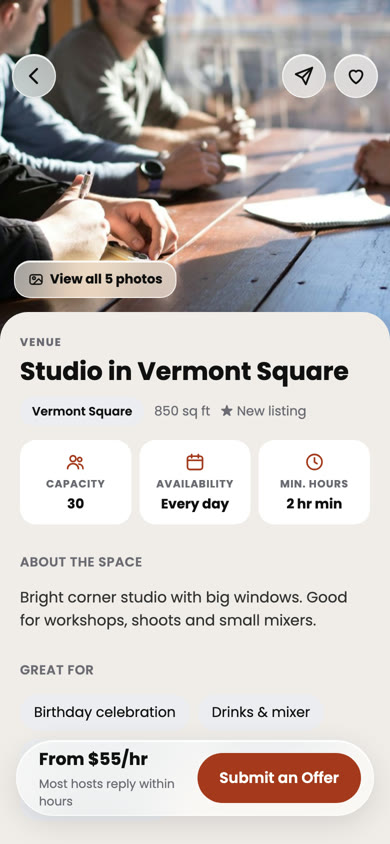 View all 5 photos
VENUE
Studio in Vermont Square
Vermont Square 850 sq ft ★ New listing
CAPACITY
30
AVAILABILITY
Every day
MIN. HOURS
2 hr min
ABOUT THE SPACE
Bright corner studio with big windows. Good
for workshops, shoots and small mixers.
GREAT FOR
Birthday celebration
Drinks & mixer
From $55/hr
Most hosts reply within
hours
Submit an Offer